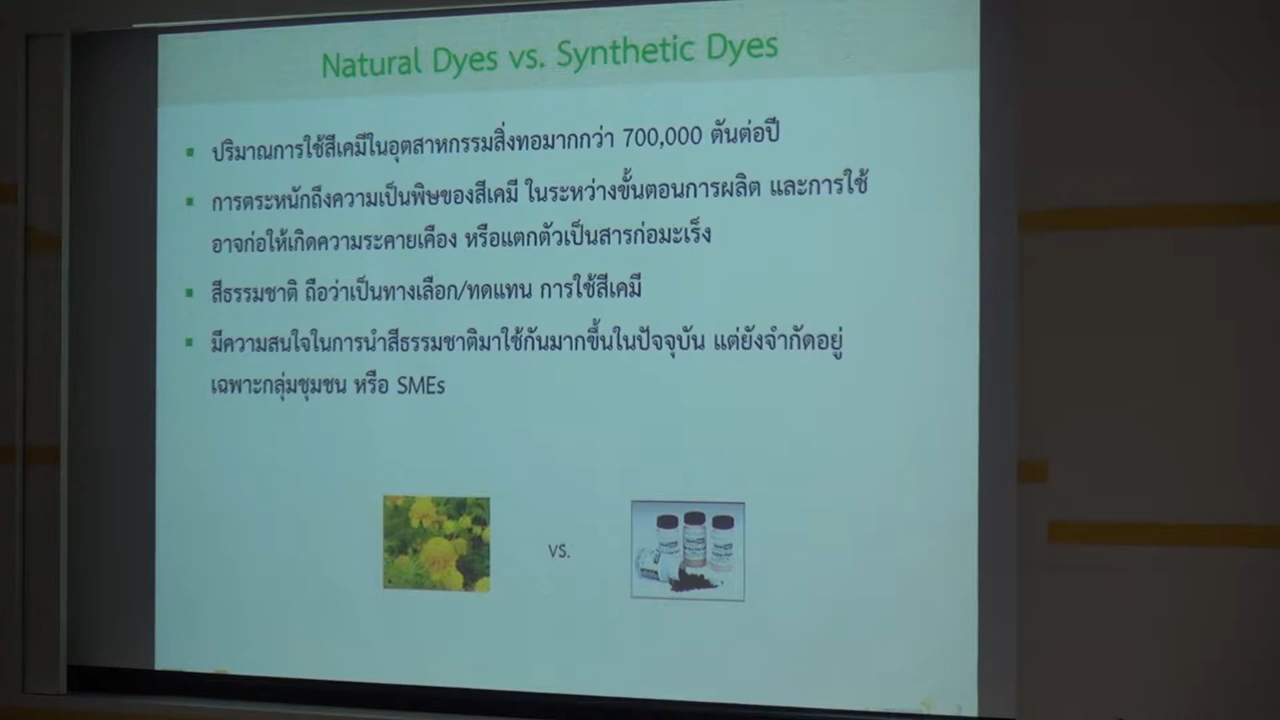 Natural Dyes vs. Synthetic Dyes
▪ ปริมาณการใช้สีเคมีในอุตสาหกรรมสิ่งทอมากกว่า 700,000 ตันต่อปี
▪ การตระหนักถึงความเป็นพิษของสีเคมี ในระหว่างขั้นตอนการผลิต และการใช้
อาจก่อให้เกิดความระคายเคือง หรือแตกตัวเป็นสารก่อมะเร็ง
▪ สีธรรมชาติ ถือว่าเป็นทางเลือก/ทดแทน การใช้สีเคมี
▪ มีความสนใจในการนำสีธรรมชาติมาใช้กันมากขึ้นในปัจจุบัน แต่ยังจำกัดอยู่
เฉพาะกลุ่มชุมชน หรือ SMEs
vs.